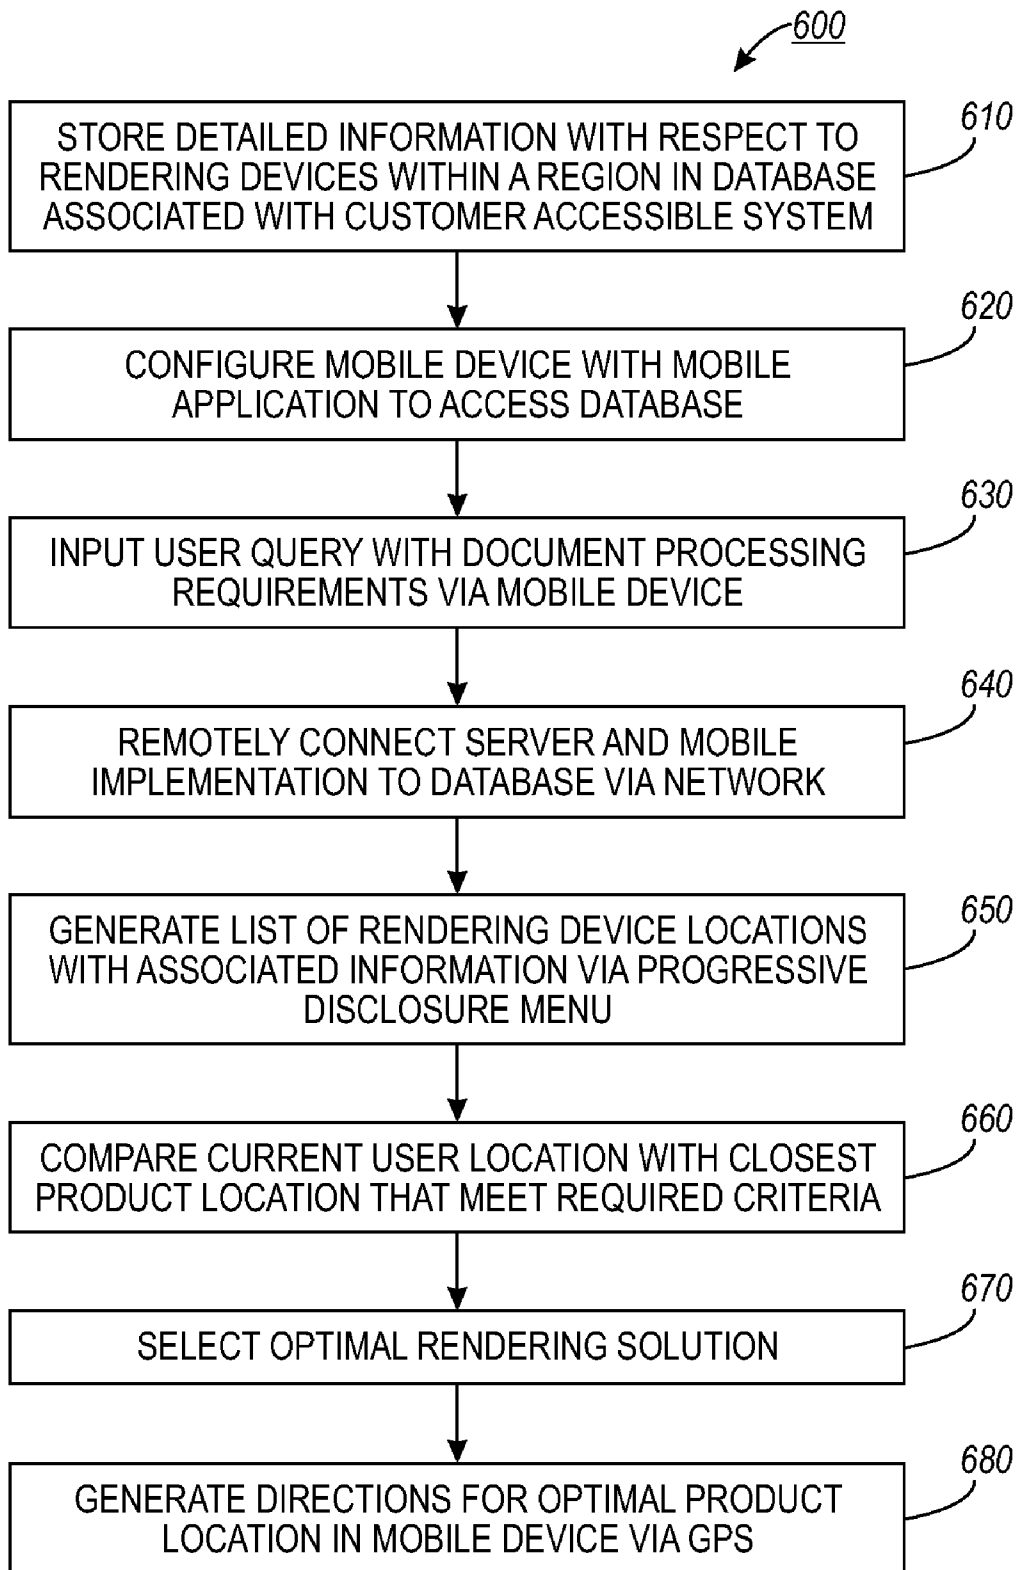 600
STORE DETAILED INFORMATION WITH RESPECT TO
RENDERING DEVICES WITHIN A REGION IN DATABASE
ASSOCIATED WITH CUSTOMER ACCESSIBLE SYSTEM
610
CONFIGURE MOBILE DEVICE WITH MOBILE
APPLICATION TO ACCESS DATABASE
620
INPUT USER QUERY WITH DOCUMENT PROCESSING
REQUIREMENTS VIA MOBILE DEVICE
630
REMOTELY CONNECT SERVER AND MOBILE
IMPLEMENTATION TO DATABASE VIA NETWORK
640
GENERATE LIST OF RENDERING DEVICE LOCATIONS
WITH ASSOCIATED INFORMATION VIA PROGRESSIVE
DISCLOSURE MENU
650
COMPARE CURRENT USER LOCATION WITH CLOSEST
PRODUCT LOCATION THAT MEET REQUIRED CRITERIA
660
SELECT OPTIMAL RENDERING SOLUTION
670
GENERATE DIRECTIONS FOR OPTIMAL PRODUCT
LOCATION IN MOBILE DEVICE VIA GPS
680